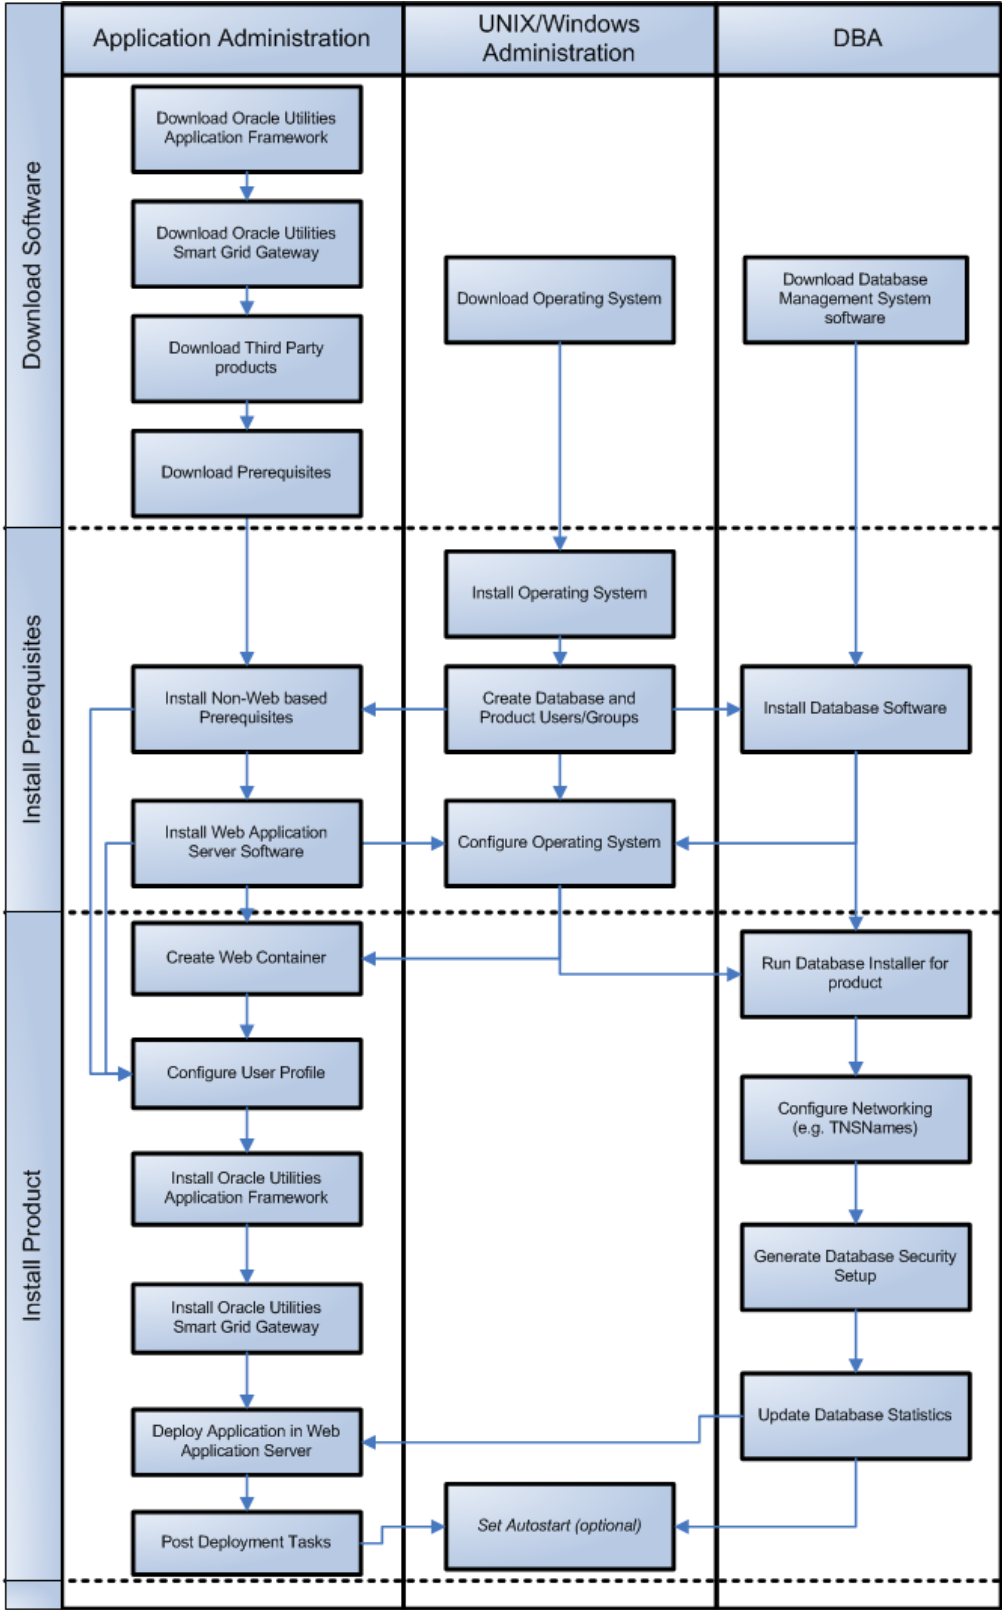 Application Administration
UNIX/Windows
Administration
DBA
Download Software
Download Oracle Utilities
Application Framework
Download Oracle Utilities
Smart Grid Gateway
Download Third Party
products
Download Prerequisites
Download Operating System
Download Database
Management System
software
Install Prerequisites
Install Operating System
Install Non-Web based
Prerequisites
Create Database and
Product Users/Groups
Install Database Software
Install Web Application
Server Software
Configure Operating System
Install Product
Create Web Container
Run Database Installer for
product
Configure User Profile
Configure Networking
(e.g. TNSNames)
Install Oracle Utilities
Application Framework
Generate Database Security
Setup
Install Oracle Utilities
Smart Grid Gateway
Update Database Statistics
Deploy Application in Web
Application Server
Post Deployment Tasks
Set Autostart (optional)